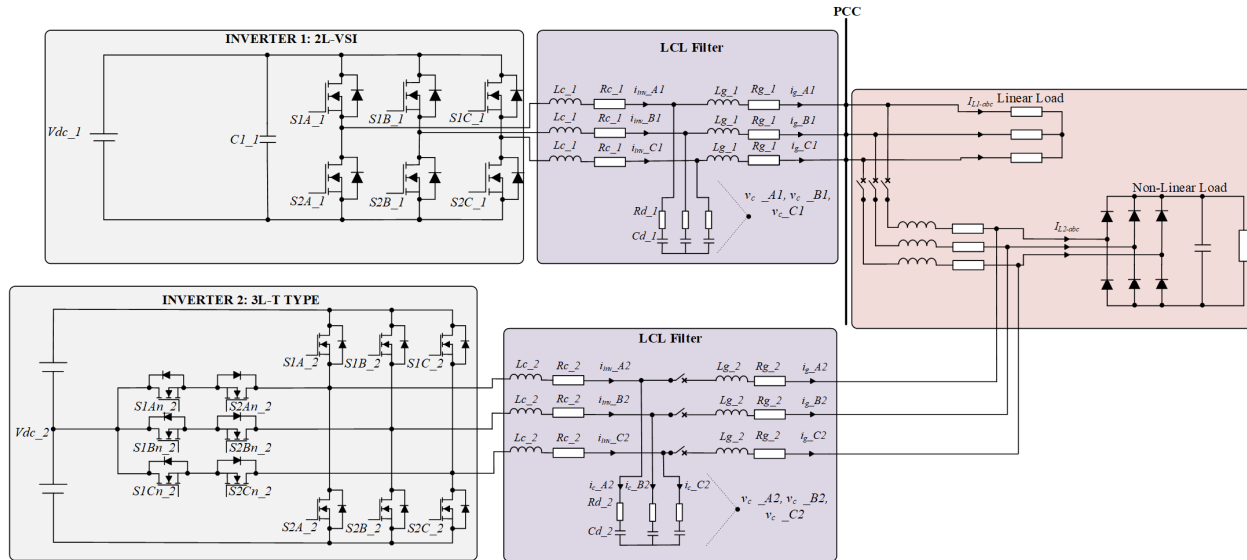 PCC
INVERTER 1: 2L-VSI
LCL Filter
Lc_1 Rc_1 i_inv_A1 Lg_1 Rg_1 i_g_A1
I_L1-abc Linear Load
S1A_1 S1B_1 S1C_1
Lc_1 Rc_1 i_inv_B1 Lg_1 Rg_1 i_g_B1
Vdc_1 C1_1
Lc_1 Rc_1 i_inv_C1 Lg_1 Rg_1 i_g_C1
S2A_1 S2B_1 S2C_1
Rd_1
Cd_1
v_c _A1, v_c _B1,
v_c_C1
Non-Linear Load
I_L2-abc
INVERTER 2: 3L-T TYPE
LCL Filter
S1A_2 S1B_2 S1C_2
Lc_2 Rc_2 i_inv_A2 Lg_2 Rg_2 i_g_A2
S1An_2 S2An_2
Lc_2 Rc_2 i_inv_B2 Lg_2 Rg_2 i_g_B2
Vdc_2
S1Bn_2 S2Bn_2
Lc_2 Rc_2 i_inv_C2 Lg_2 Rg_2 i_g_C2
S1Cn_2 S2Cn_2
i_c_A2 i_c_B2 i_c_C2
Rd_2
Cd_2
v_c _A2, v_c _B2,
v_c _C2
S2A_2 S2B_2 S2C_2